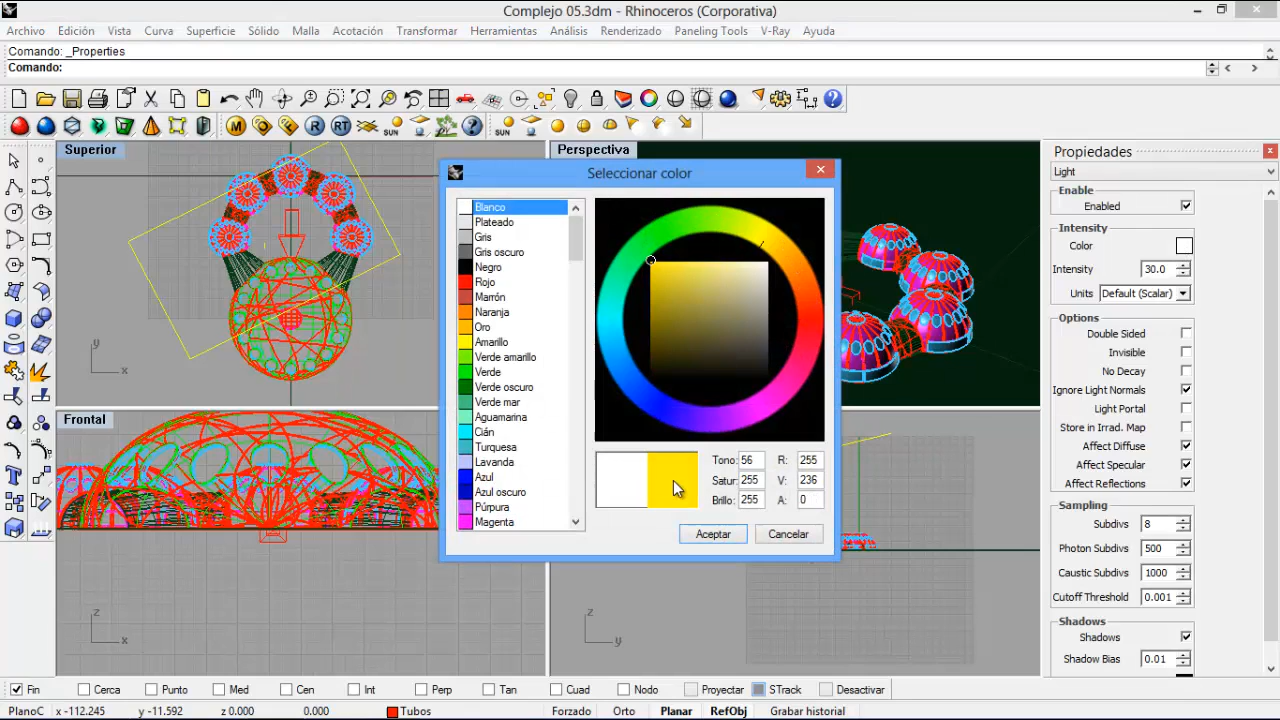 Complejo 05.3dm - Rhinoceros (Corporativa)
Archivo Edición Vista Curva Superficie Sólido Malla Acotación Transformar Herramientas Análisis Renderizado Paneling Tools V-Ray Ayuda
Comando: _Properties
Comando:
SUN
SUN
Superior
Perspectiva
Frontal
y
x
z
x
z
y
Seleccionar color
Blanco
Plateado
Gris
Gris oscuro
Negro
Rojo
Marrón
Naranja
Oro
Amarillo
Verde amarillo
Verde
Verde oscuro
Verde mar
Aguamarina
Cián
Turquesa
Lavanda
Azul
Azul oscuro
Púrpura
Magenta
Tono: 56 R: 255
Satur: 255 V: 236
Brillo: 255 A: 0
Aceptar Cancelar
Propiedades
Light
Enable
Enabled
Intensity
Color
Intensity 30.0
Units Default (Scalar)
Options
Double Sided
Invisible
No Decay
Ignore Light Normals
Light Portal
Store in Irrad. Map
Affect Diffuse
Affect Specular
Affect Reflections
Sampling
Subdivs 8
Photon Subdivs 500
Caustic Subdivs 1000
Cutoff Threshold 0.001
Shadows
Shadows
Shadow Bias 0.01
Fin Cerca Punto Med Cen Int Perp Tan Cuad Nodo Proyectar STrack Desactivar
PlanoC x -112.245 y -11.592 z 0.000 0.000 Tubos Forzado Orto Planar RefObj Grabar historial